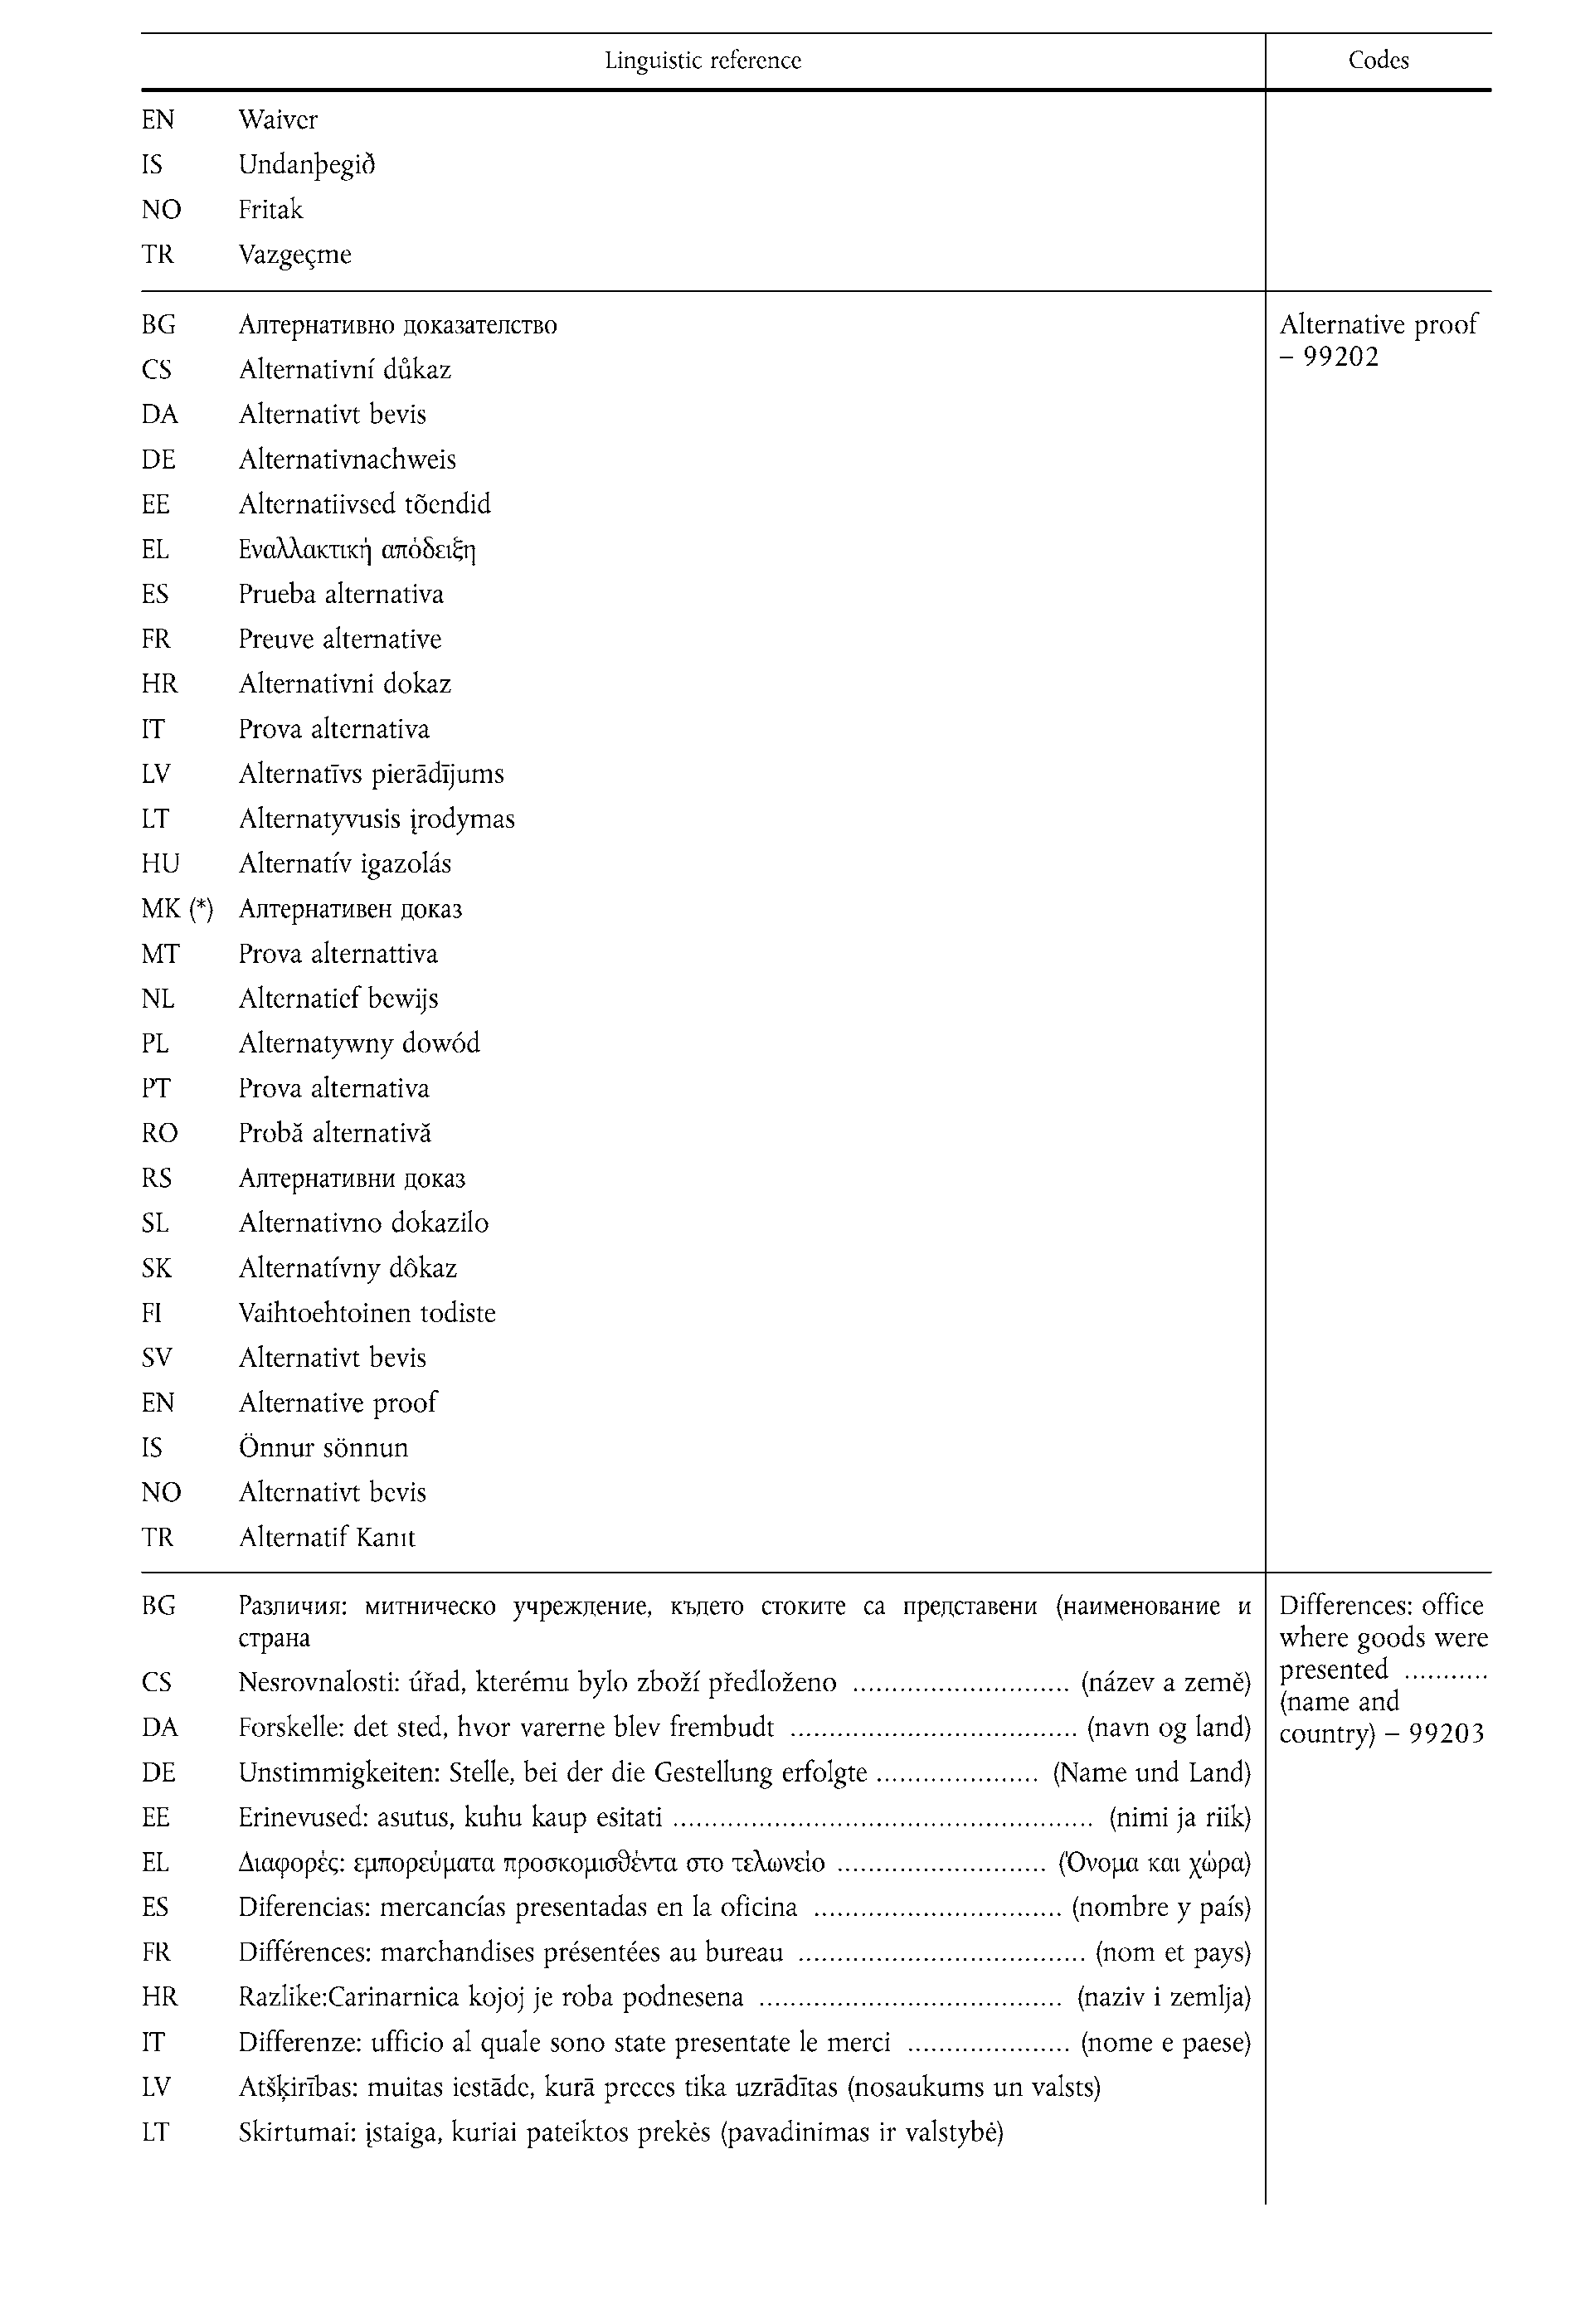 Linguistic reference Codes
EN Waiver
IS Undanþegið
NO Fritak
TR Vazgeçme
BG Алтернативно доказателство Alternative proof
– 99202
CS Alternativní důkaz
DA Alternativt bevis
DE Alternativnachweis
EE Alternatiivsed tõendid
EL Εναλλακτική απόδειξη
ES Prueba alternativa
FR Preuve alternative
HR Alternativni dokaz
IT Prova alternativa
LV Alternatīvs pierādījums
LT Alternatyvusis įrodymas
HU Alternatív igazolás
MK (*) Алтернативен доказ
MT Prova alternattiva
NL Alternatief bewijs
PL Alternatywny dowód
PT Prova alternativa
RO Probă alternativă
RS Алтернативни доказ
SL Alternativno dokazilo
SK Alternatívny dôkaz
FI Vaihtoehtoinen todiste
SV Alternativt bevis
EN Alternative proof
IS Önnur sönnun
NO Alternativt bevis
TR Alternatif Kanıt
BG Различия: митническо учреждение, където стоките са представени (наименование и
страна
CS Nesrovnalosti: úřad, kterému bylo zboží předloženo ............................ (název a země)
DA Forskelle: det sted, hvor varerne blev frembudt ..................................... (navn og land)
DE Unstimmigkeiten: Stelle, bei der die Gestellung erfolgte ..................... (Name und Land)
EE Erinevused: asutus, kuhu kaup esitati ...................................................... (nimi ja riik)
EL Διαφορές: εμπορεύματα προσκομισθέντα στο τελωνείο ........................... (Όνομα και χώρα)
ES Diferencias: mercancías presentadas en la oficina ................................ (nombre y país)
FR Différences: marchandises présentées au bureau ..................................... (nom et pays)
HR Razlike:Carinarnica kojoj je roba podnesena ....................................... (naziv i zemlja)
IT Differenze: ufficio al quale sono state presentate le merci ..................... (nome e paese)
LV Atšķirības: muitas iestāde, kurā preces tika uzrādītas (nosaukums un valsts)
LT Skirtumai: įstaiga, kuriai pateiktos prekės (pavadinimas ir valstybė)
Differences: office
where goods were
presented ...........
(name and
country) – 99203